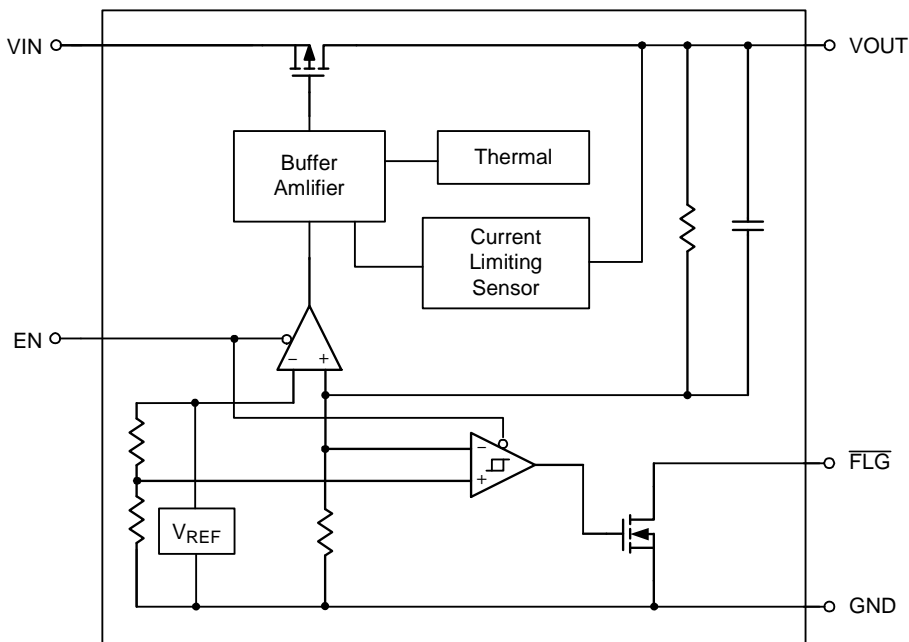 VIN
VOUT
Buffer
Amlifier
Thermal
Current
Limiting
Sensor
EN
− +
−
+
FLG
VREF
GND